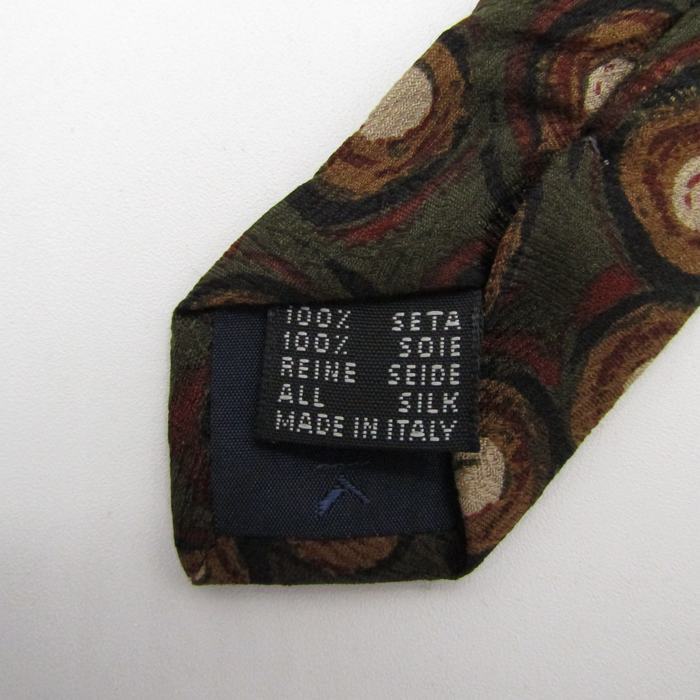 100% SETA
100% SOIE
REINE SEIDE
ALL SILK
MADE IN ITALY